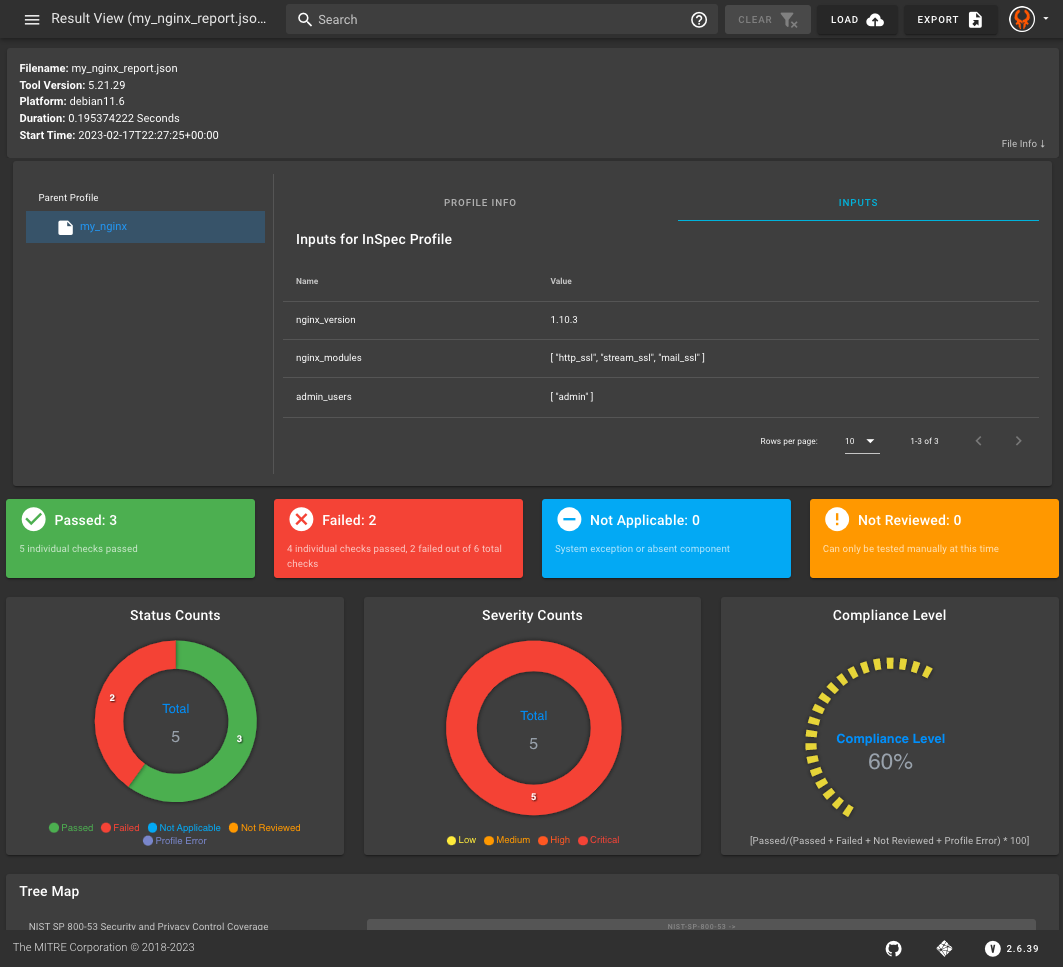 Result View (my_nginx_report.jso...
Search
CLEAR
LOAD
EXPORT
Filename: my_nginx_report.json
Tool Version: 5.21.29
Platform: debian11.6
Duration: 0.195374222 Seconds
Start Time: 2023-02-17T22:27:25+00:00
File Info ↓
Parent Profile
my_nginx
PROFILE INFO
INPUTS
Inputs for InSpec Profile
Name Value
nginx_version 1.10.3
nginx_modules [ "http_ssl", "stream_ssl", "mail_ssl" ]
admin_users [ "admin" ]
Rows per page: 10 1-3 of 3
Passed: 3
5 individual checks passed
Failed: 2
4 individual checks passed, 2 failed out of 6 total
checks
Not Applicable: 0
System exception or absent component
Not Reviewed: 0
Can only be tested manually at this time
Status Counts
2
Total
5
3
Passed Failed Not Applicable Not Reviewed
Profile Error
Severity Counts
Total
5
5
Low Medium High Critical
Compliance Level
Compliance Level
60%
[Passed/(Passed + Failed + Not Reviewed + Profile Error) * 100]
Tree Map
NIST SP 800-53 Security and Privacy Control Coverage
NIST-SP-800-53 ->
The MITRE Corporation © 2018-2023
V 2.6.39